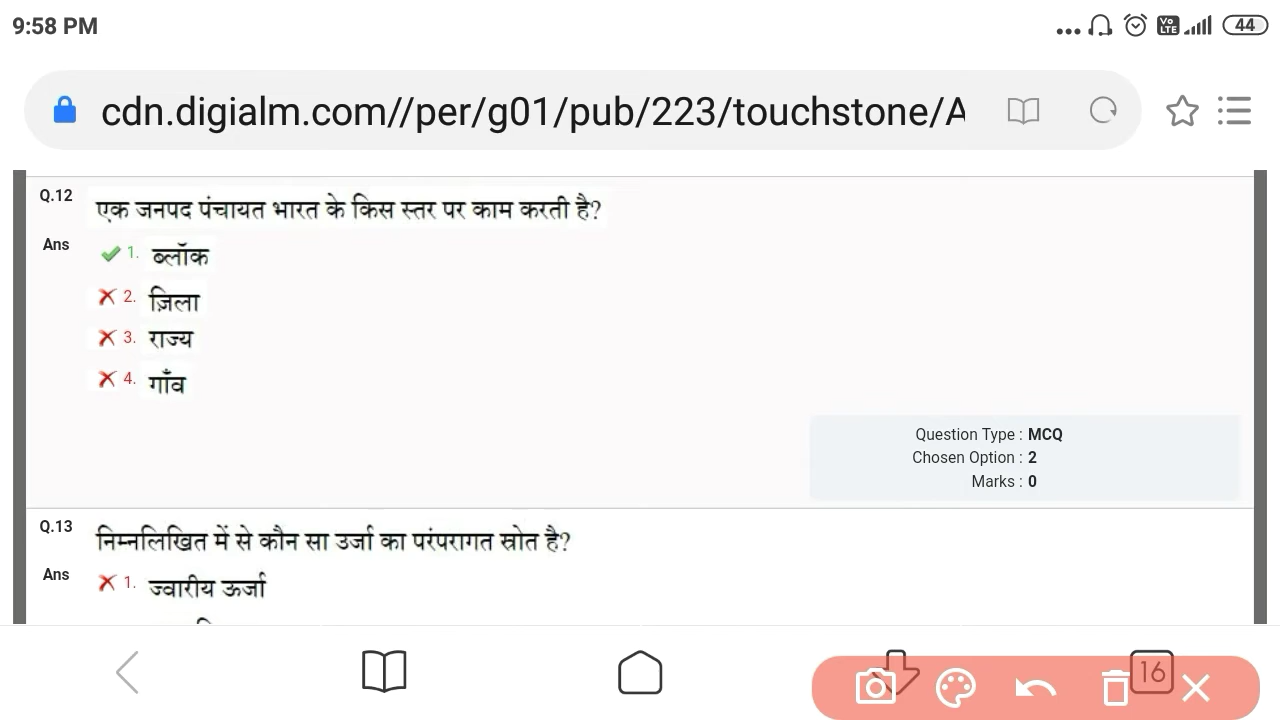 9:58 PM
Vo LTE
44
cdn.digialm.com//per/g01/pub/223/touchstone/A
Q.12 एक जनपद पंचायत भारत के किस स्तर पर काम करती है?
Ans
1. ब्लॉक
2. ज़िला
3. राज्य
4. गाँव
Question Type : MCQ
Chosen Option : 2
Marks : 0
Q.13 निम्नलिखित में से कौन सा उर्जा का परंपरागत स्रोत है?
Ans
1. ज्वारीय ऊर्जा
16